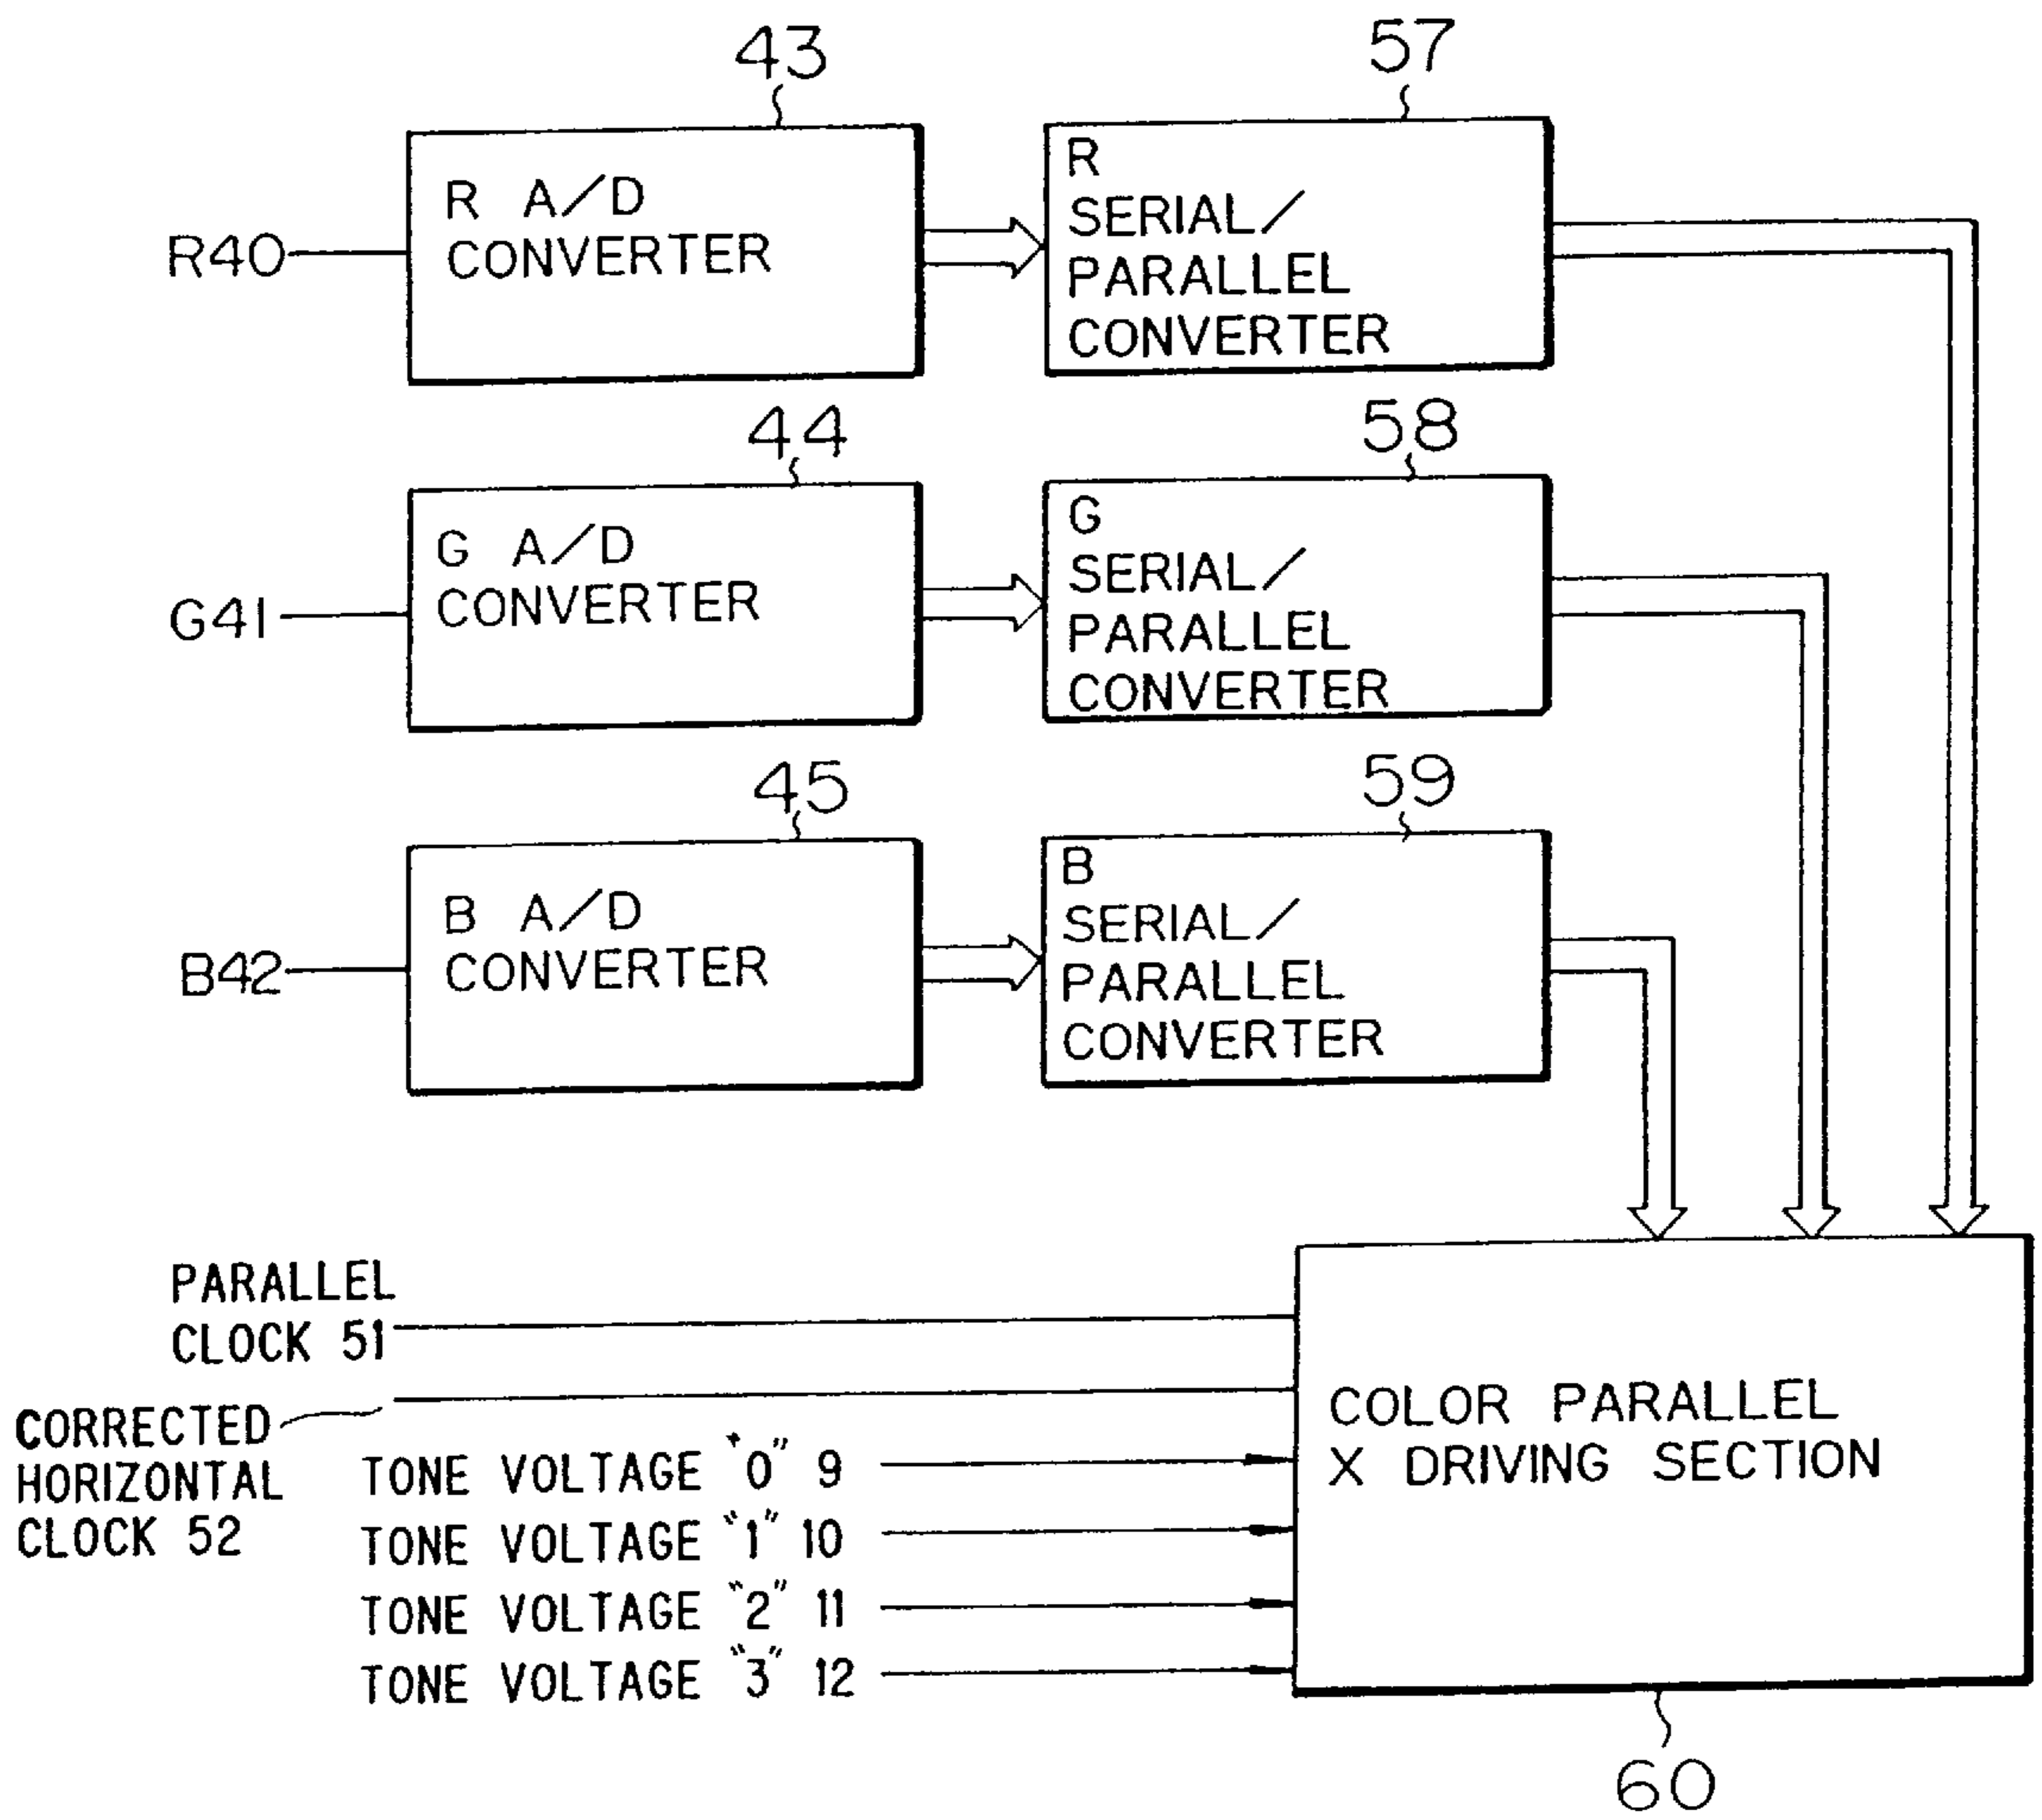 43
57
R A/D
CONVERTER
R
SERIAL/
PARALLEL
CONVERTER
R40
44
58
G A/D
CONVERTER
G
SERIAL/
PARALLEL
CONVERTER
G41
45
59
B A/D
CONVERTER
B
SERIAL/
PARALLEL
CONVERTER
B42
PARALLEL
CLOCK 51
CORRECTED
HORIZONTAL
CLOCK 52
TONE VOLTAGE "0" 9
TONE VOLTAGE "1" 10
TONE VOLTAGE "2" 11
TONE VOLTAGE "3" 12
COLOR PARALLEL
X DRIVING SECTION
60